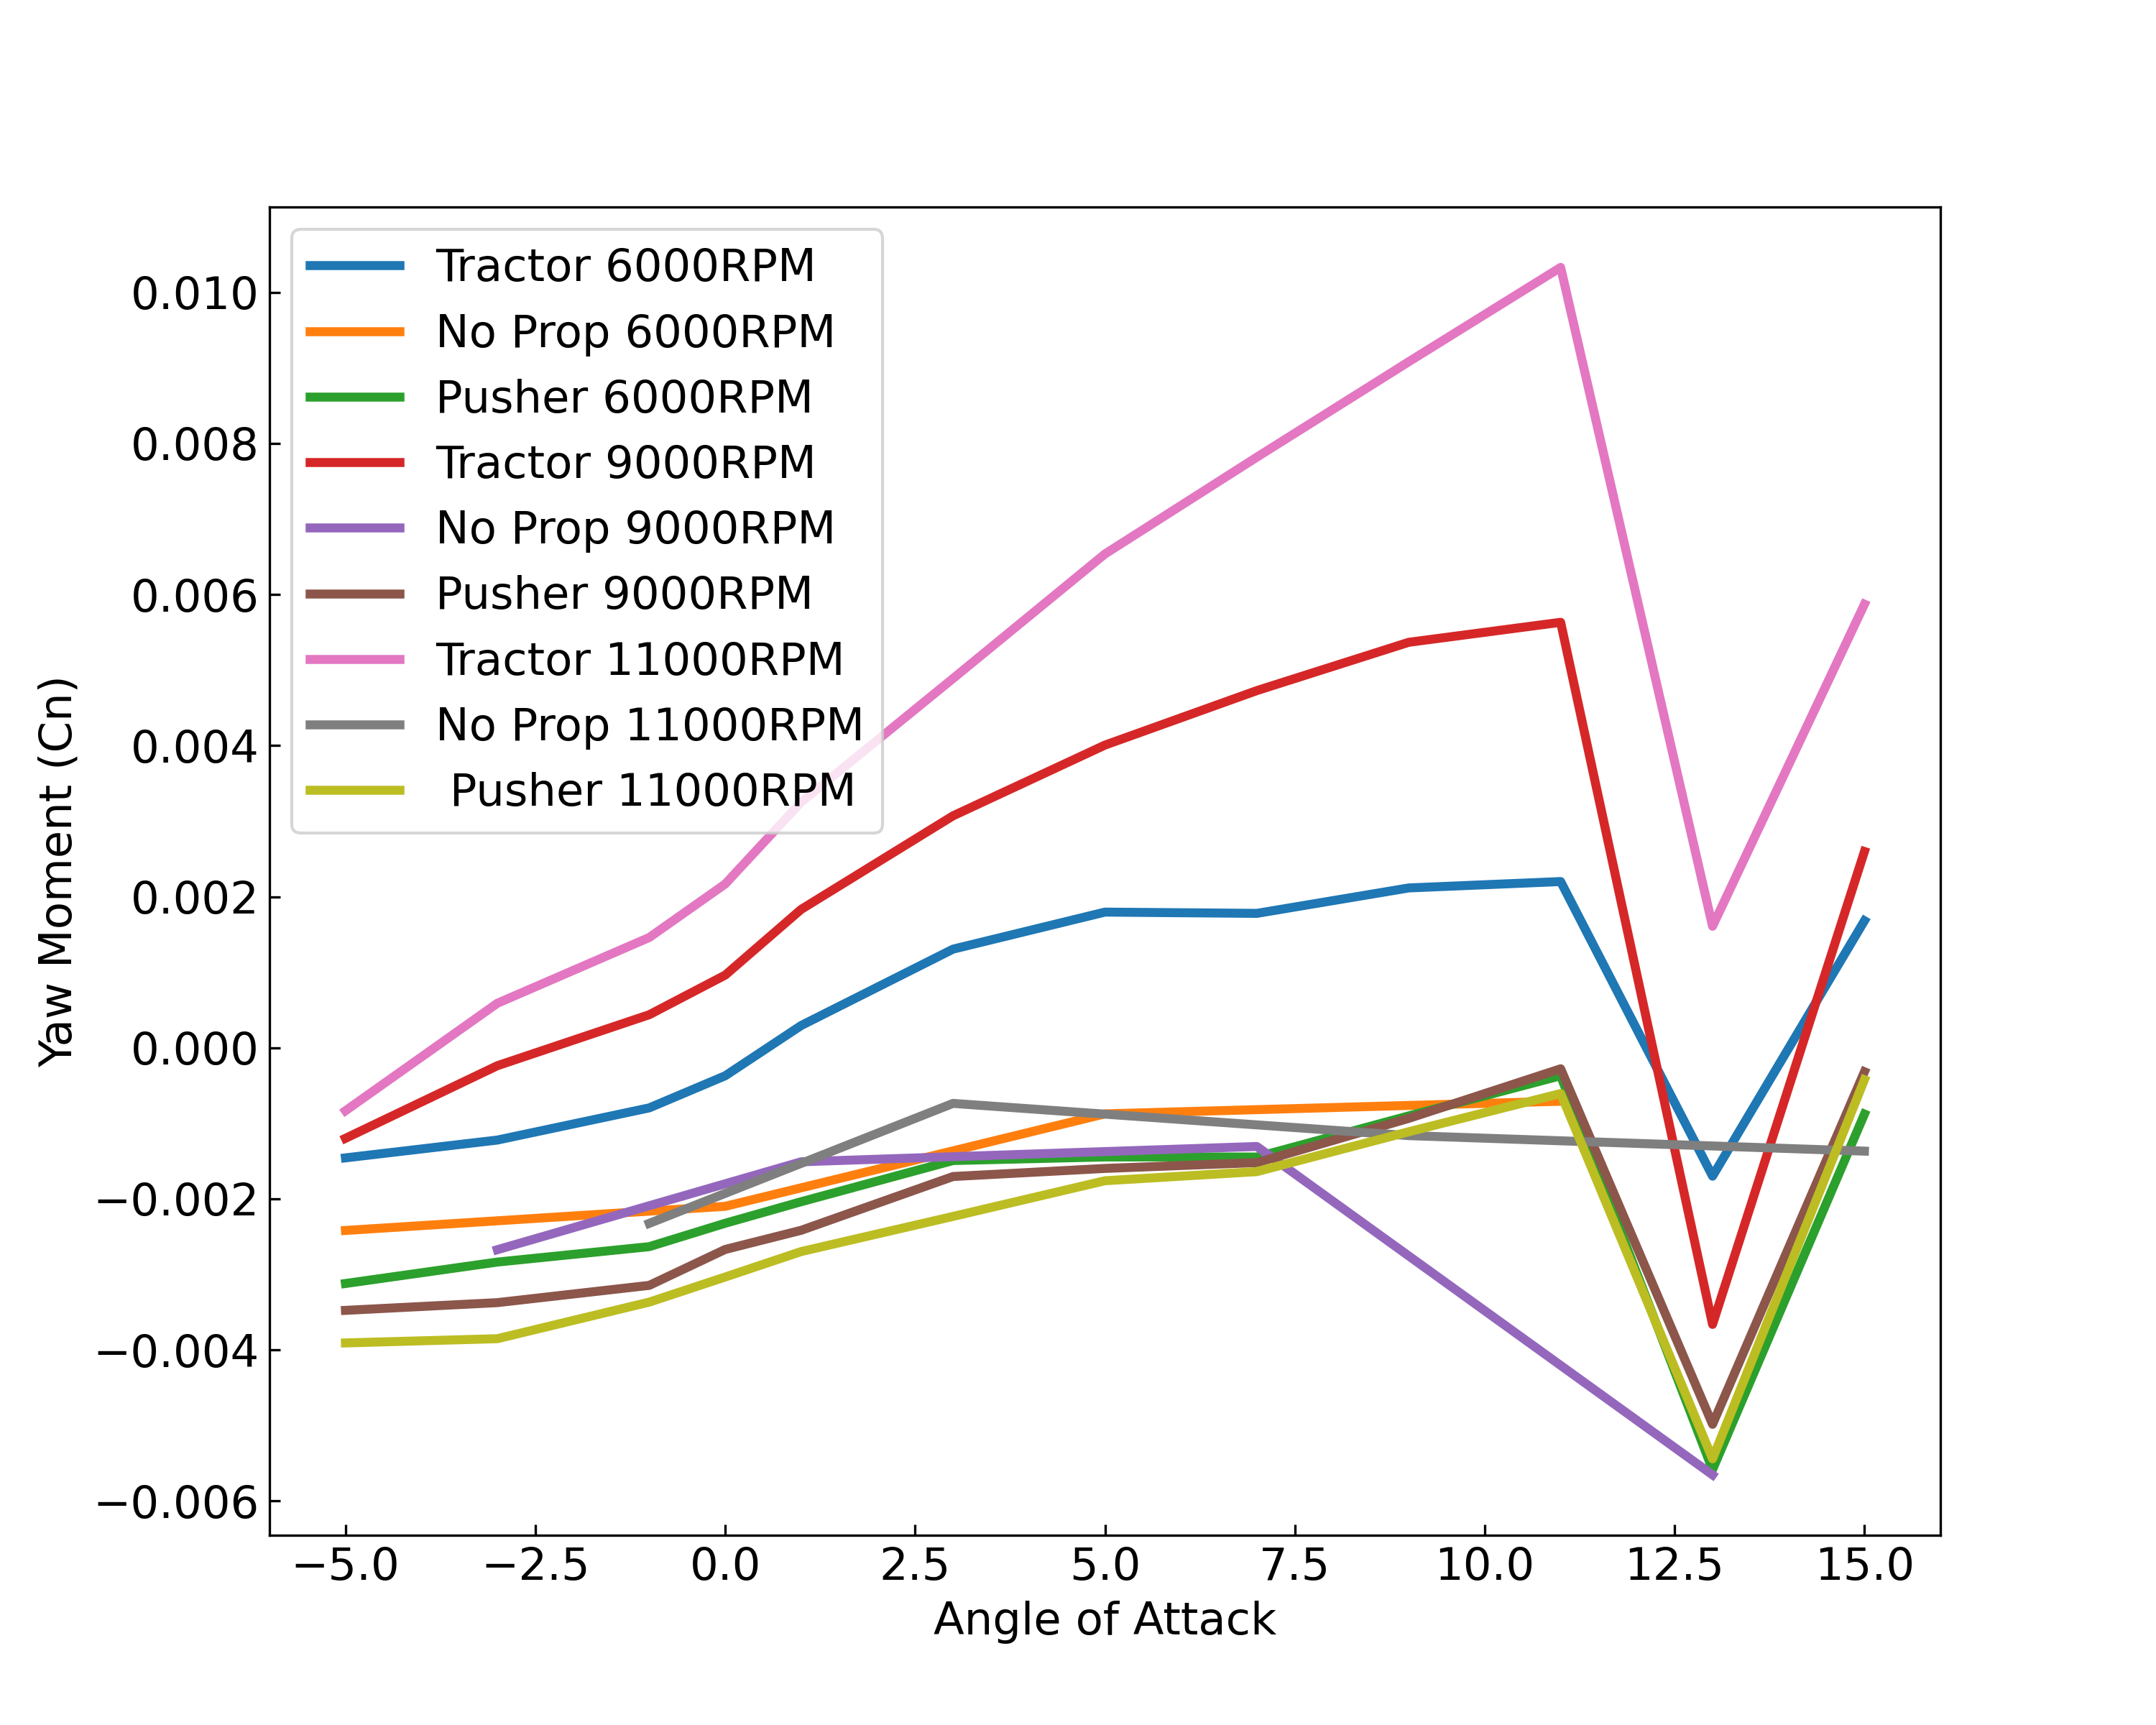 Tractor 6000RPM
No Prop 6000RPM
Pusher 6000RPM
Tractor 9000RPM
No Prop 9000RPM
Pusher 9000RPM
Tractor 11000RPM
No Prop 11000RPM
Pusher 11000RPM
0.010
0.008
0.006
0.004
0.002
0.000
−0.002
−0.004
−0.006
Yaw Moment (Cn)
−5.0 −2.5 0.0 2.5 5.0 7.5 10.0 12.5 15.0
Angle of Attack